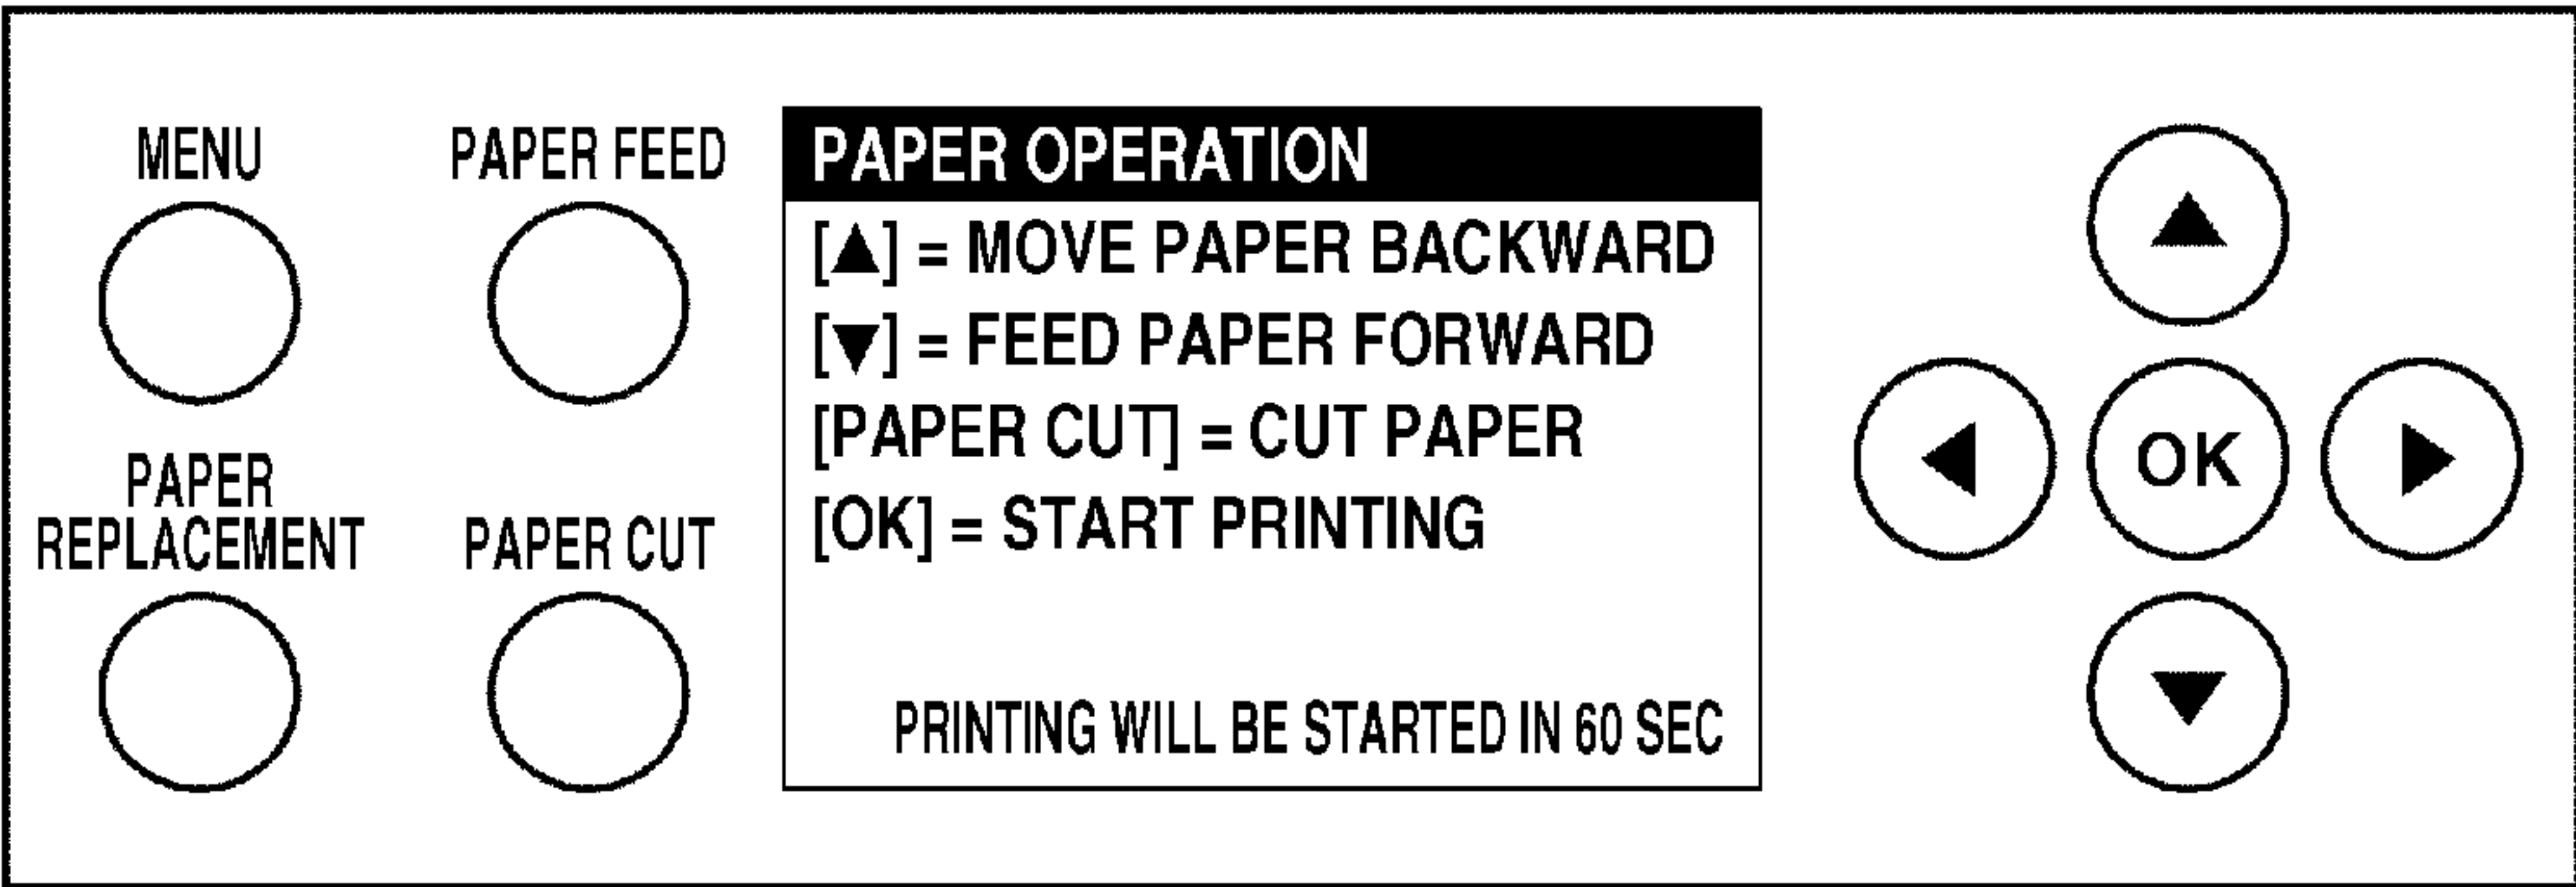 MENU
PAPER FEED
PAPER
REPLACEMENT
PAPER CUT
PAPER OPERATION
[▲] = MOVE PAPER BACKWARD
[▼] = FEED PAPER FORWARD
[PAPER CUT] = CUT PAPER
[OK] = START PRINTING
PRINTING WILL BE STARTED IN 60 SEC
▲
◀
OK
▶
▼